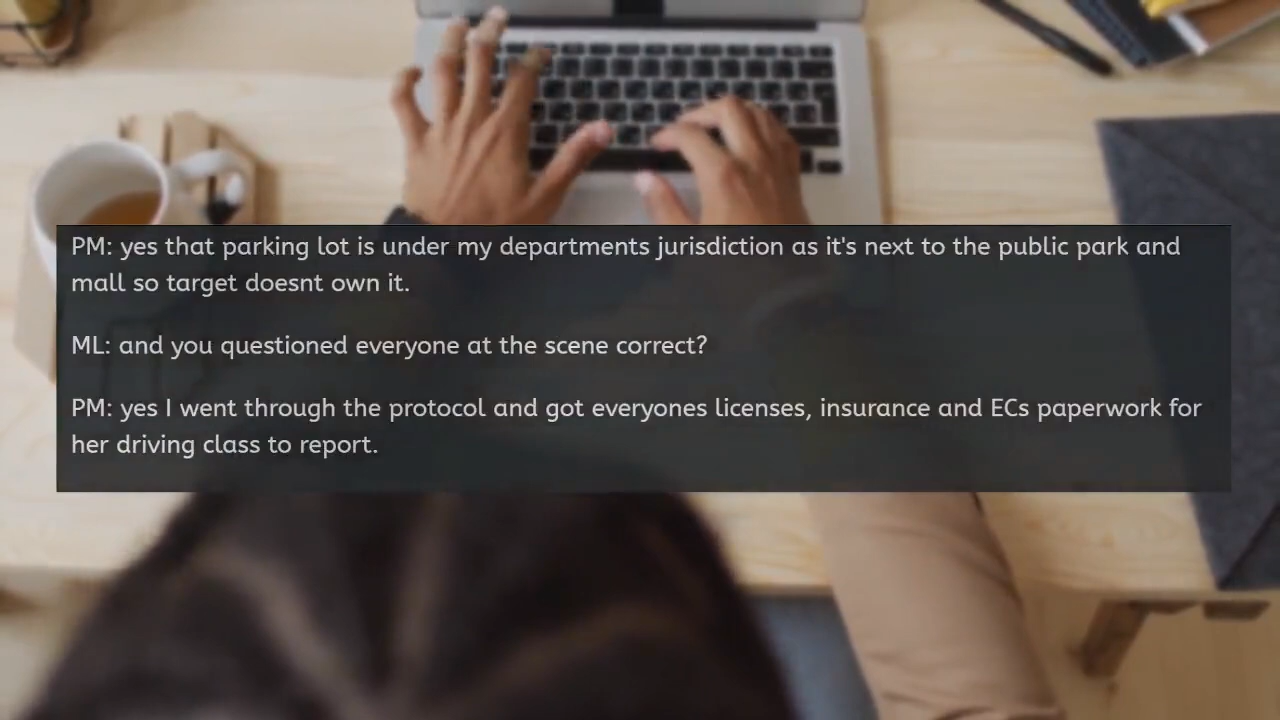 PM: yes that parking lot is under my departments jurisdiction as it's next to the public park and
mall so target doesnt own it.
ML: and you questioned everyone at the scene correct?
PM: yes I went through the protocol and got everyones licenses, insurance and ECs paperwork for
her driving class to report.